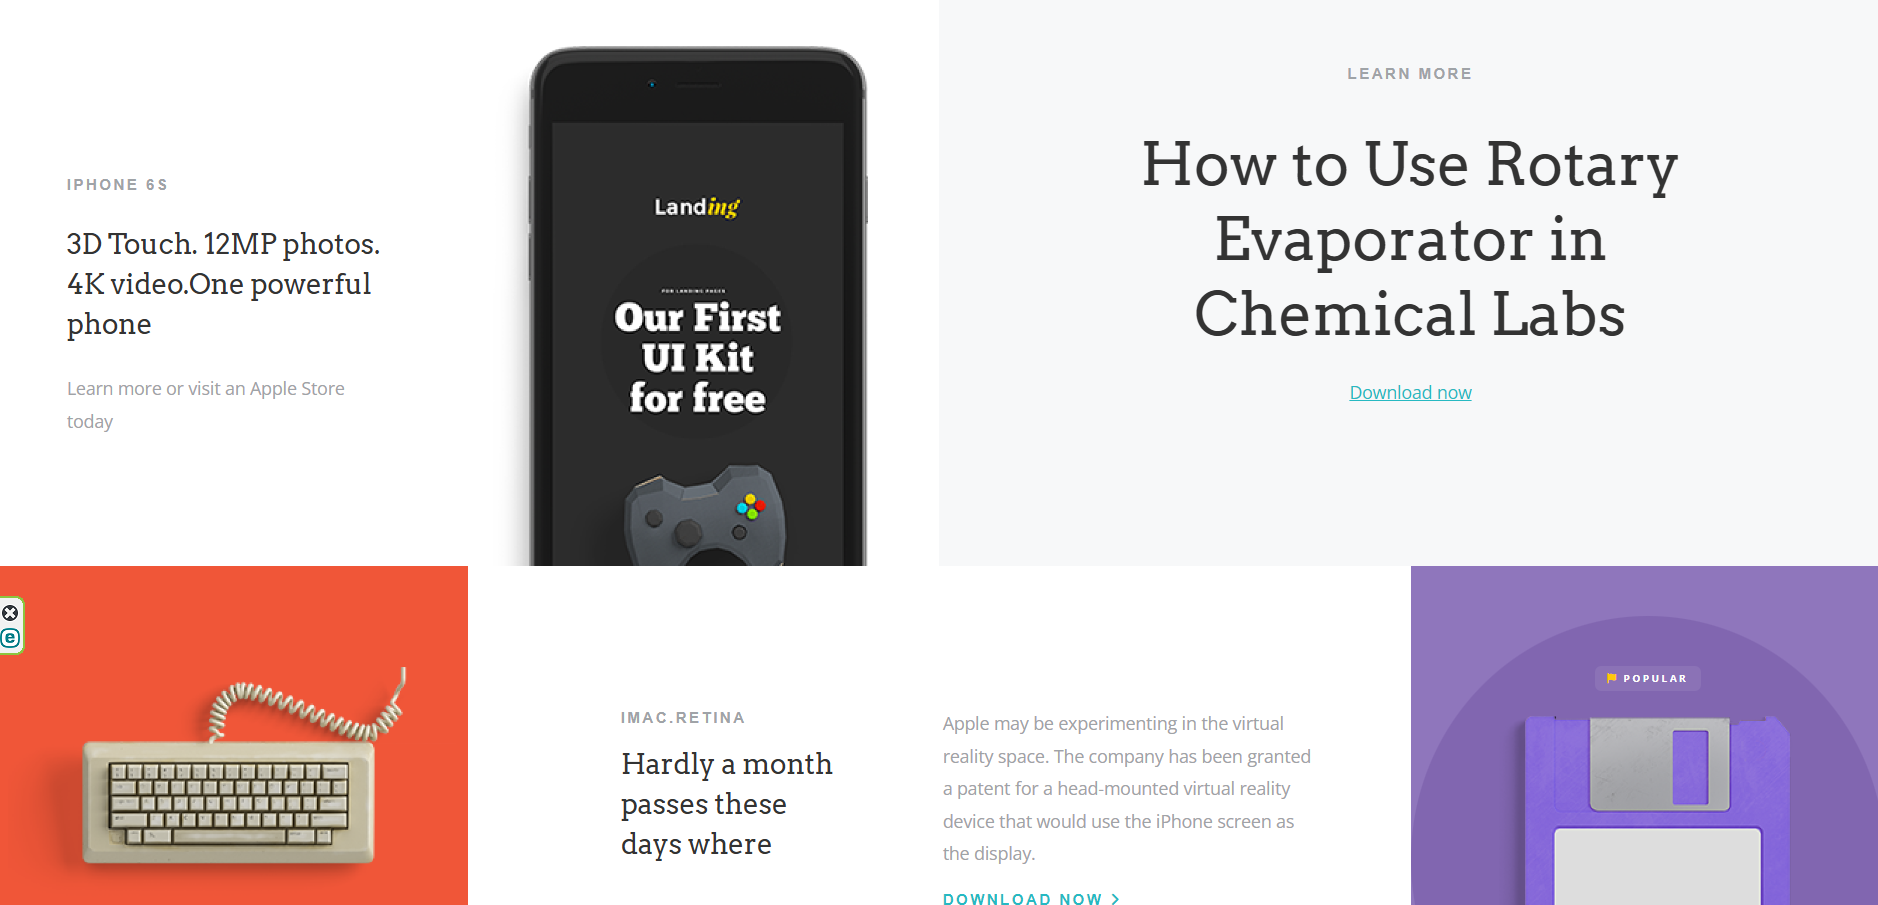 IPHONE 6S
3D Touch. 12MP photos.
4K video.One powerful
phone
Learn more or visit an Apple Store
today
Landing
FOR LANDING PAGES
Our First
UI Kit
for free
LEARN MORE
How to Use Rotary
Evaporator in
Chemical Labs
Download now
e
IMAC.RETINA
Hardly a month
passes these
days where
Apple may be experimenting in the virtual
reality space. The company has been granted
a patent for a head-mounted virtual reality
device that would use the iPhone screen as
the display.
DOWNLOAD NOW
POPULAR